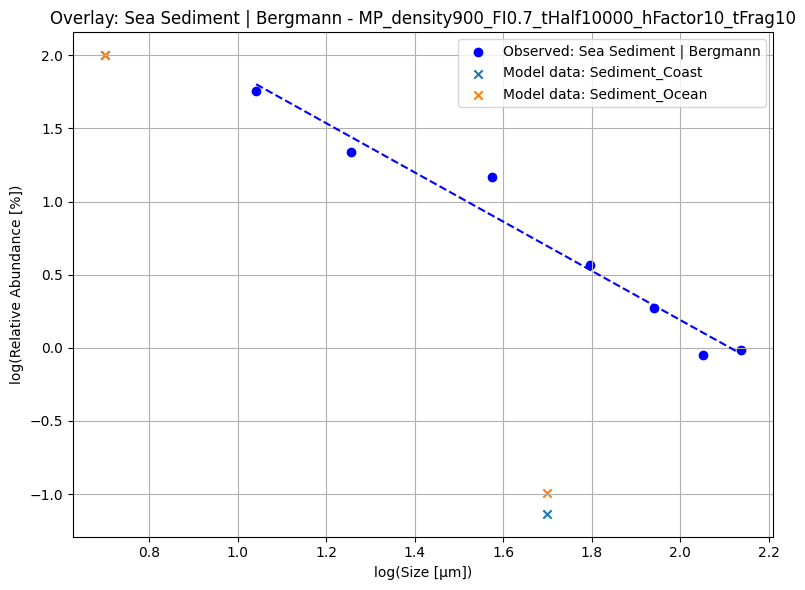 Overlay: Sea Sediment | Bergmann - MP_density900_FI0.7_tHalf10000_hFactor10_tFrag10
Observed: Sea Sediment | Bergmann
Model data: Sediment_Coast
Model data: Sediment_Ocean
log(Relative Abundance [%])
2.0
1.5
1.0
0.5
0.0
−0.5
−1.0
0.8 1.0 1.2 1.4 1.6 1.8 2.0 2.2
log(Size [µm])